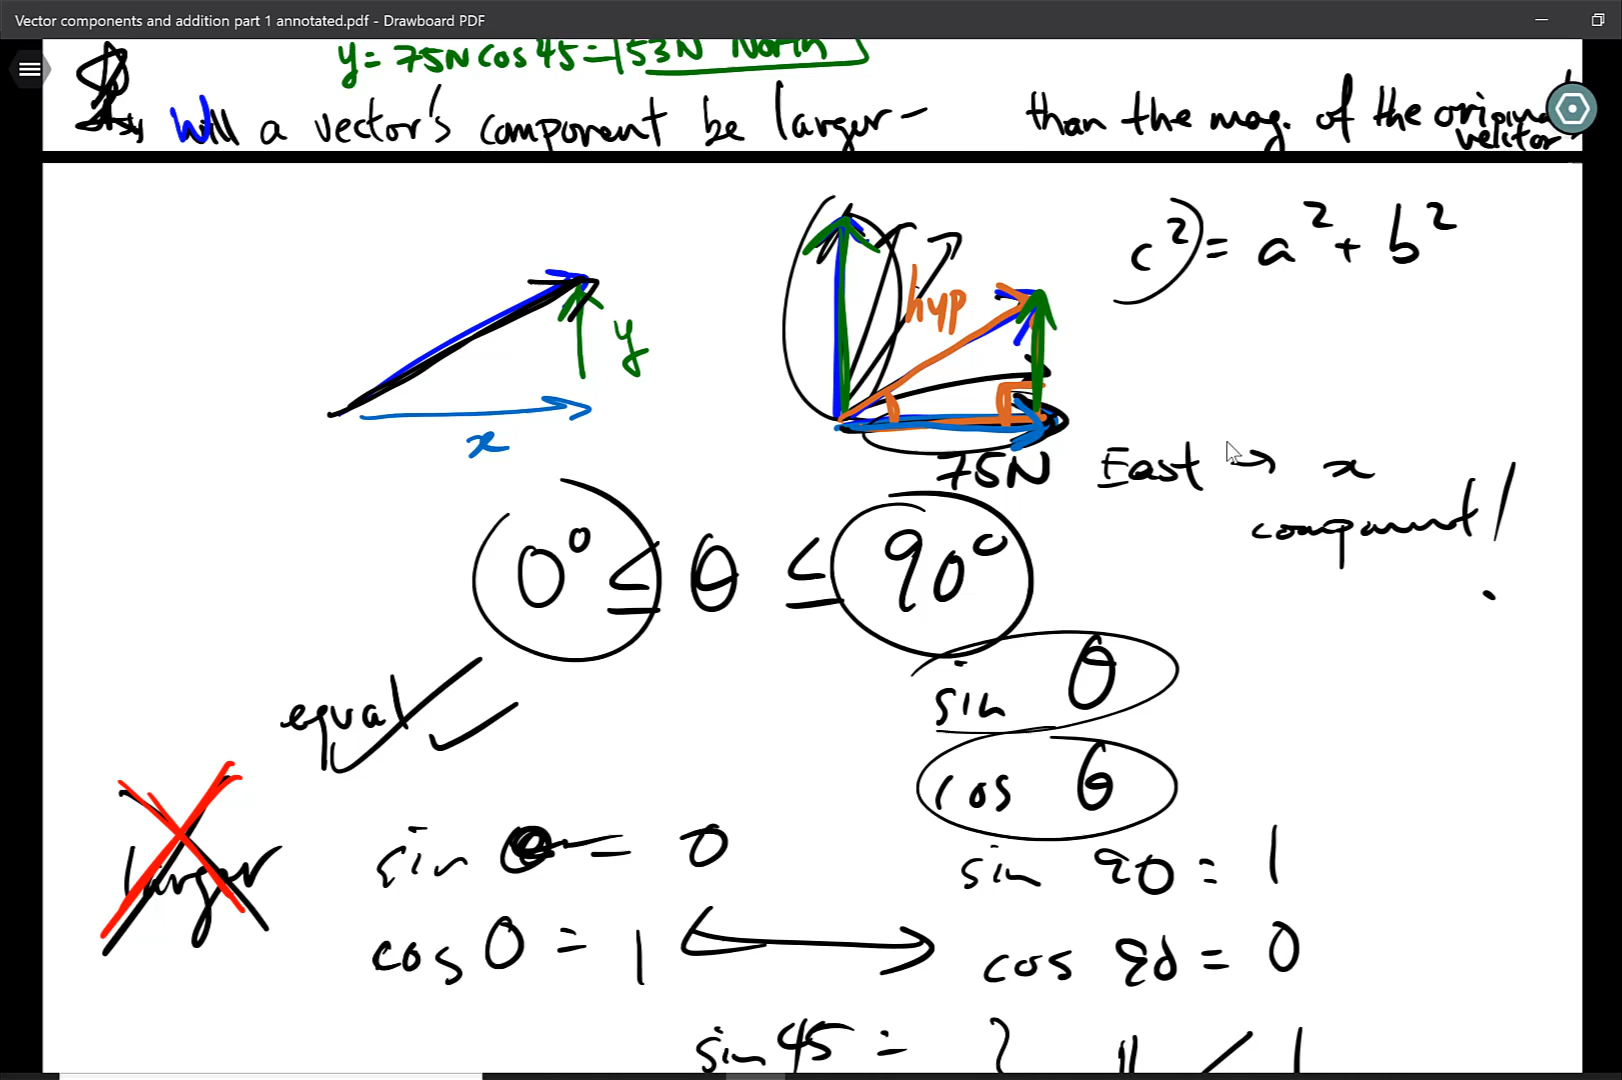 Vector components and addition part 1 annotated.pdf - Drawboard PDF
y = 75N cos 45 = 53N North
Will a vector's component be larger than the mag. of the original vector
c² = a² + b²
hyp
y
x
75N East → x
component!
0° ≤ θ ≤ 90°
sin θ
equal
cos θ
larger
sin 0 = 0
sin 90 = 1
cos 0 = 1
cos 90 = 0
sin 45 =